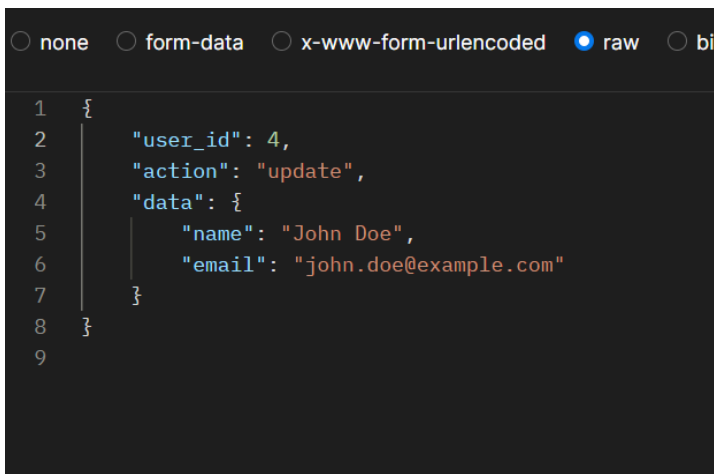 none form-data x-www-form-urlencoded raw bi
1 {
2 "user_id": 4,
3 "action": "update",
4 "data": {
5 "name": "John Doe",
6 "email": "john.doe@example.com"
7 }
8 }
9